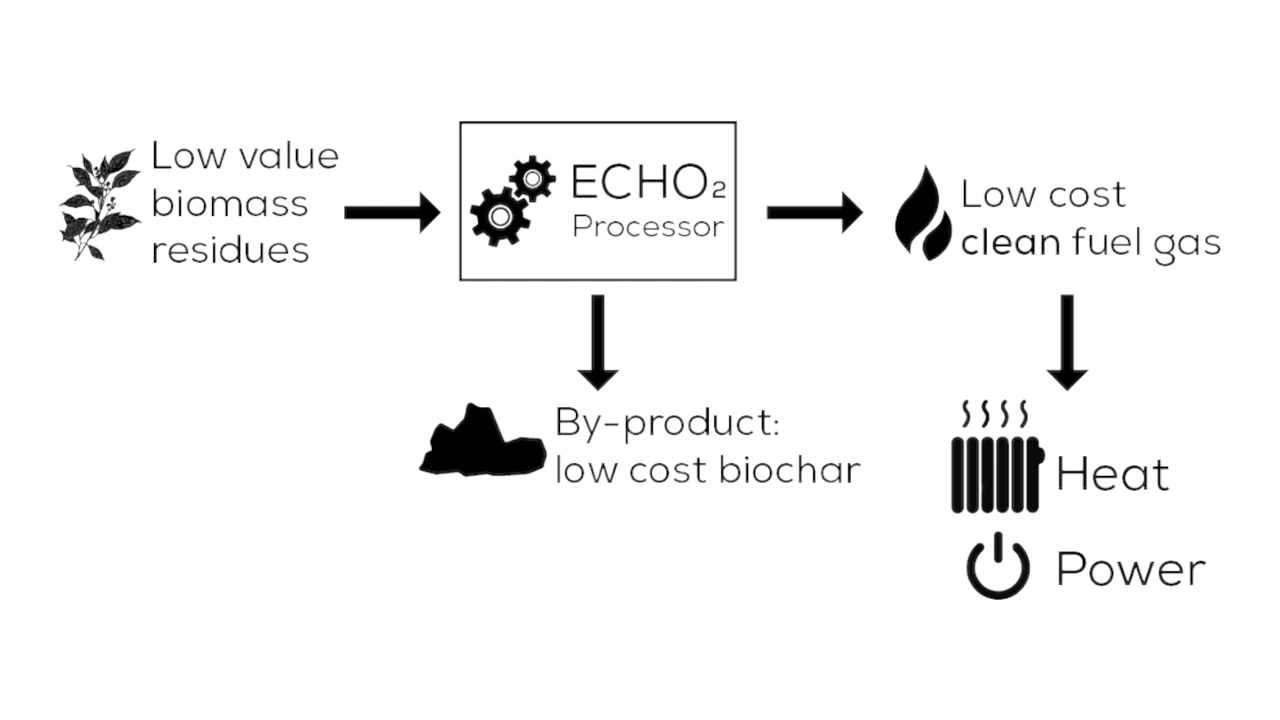 Low value
biomass
residues
ECHO₂
Processor
Low cost
clean fuel gas
By-product:
low cost biochar
Heat
Power